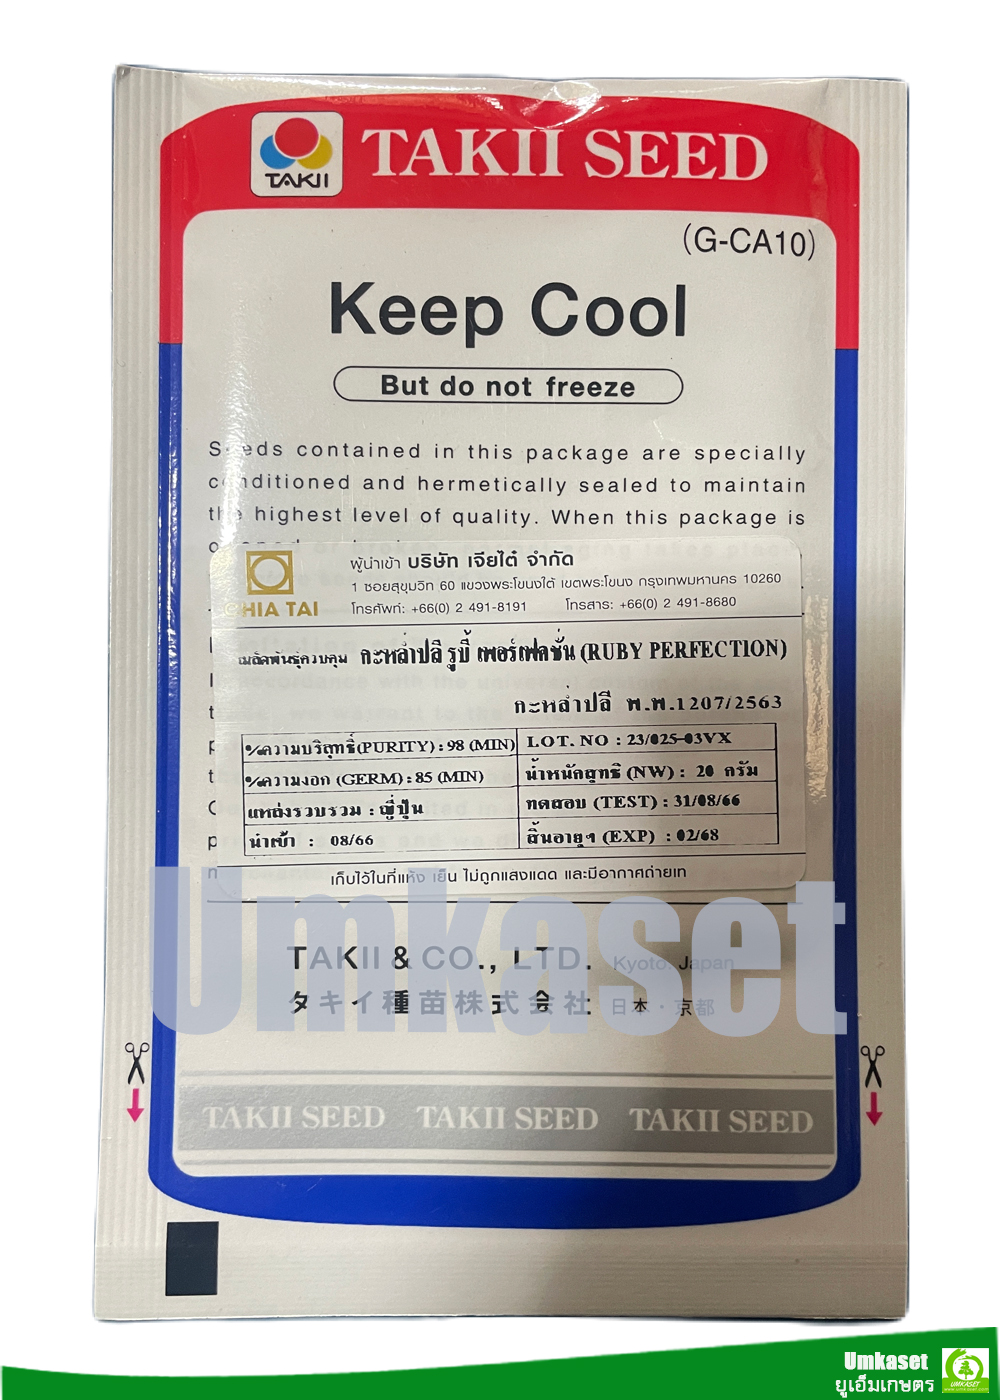 TAKII
TAKII SEED
(G-CA10)
Keep Cool
But do not freeze
Seeds contained in this package are specially
conditioned and hermetically sealed to maintain
the highest level of quality. When this package is
CHIA TAI
ผู้นำเข้า บริษัท เจียไต๋ จำกัด
1 ซอยสุขุมวิท 60 แขวงพระโขนงใต้ เขตพระโขนง กรุงเทพมหานคร 10260
โทรศัพท์: +66(0) 2 491-8191 โทรสาร: +66(0) 2 491-8680
เมล็ดพันธุ์ควบคุม กะหล่ำปลี รูบี้ เพอร์เฟคชั่น (RUBY PERFECTION)
กะหล่ำปลี พ.พ.1207/2563
%ความบริสุทธิ์(PURITY) : 98 (MIN) LOT. NO : 23/025-03VX
%ความงอก (GERM) : 85 (MIN) น้ำหนักสุทธิ (NW) : 20 กรัม
แหล่งรวบรวม : ญี่ปุ่น ทดสอบ (TEST) : 31/08/66
นำเข้า : 08/66 สิ้นอายุฯ (EXP) : 02/68
เก็บไว้ในที่แห้ง เย็น ไม่ถูกแสงแดด และมีอากาศถ่ายเท
Umkaset
TAKII & CO., LTD. Kyoto, Japan
タキイ種苗株式会社 日本・京都
TAKII SEED TAKII SEED TAKII SEED
Umkaset
ยูเอ็มเกษตร
UMKASET